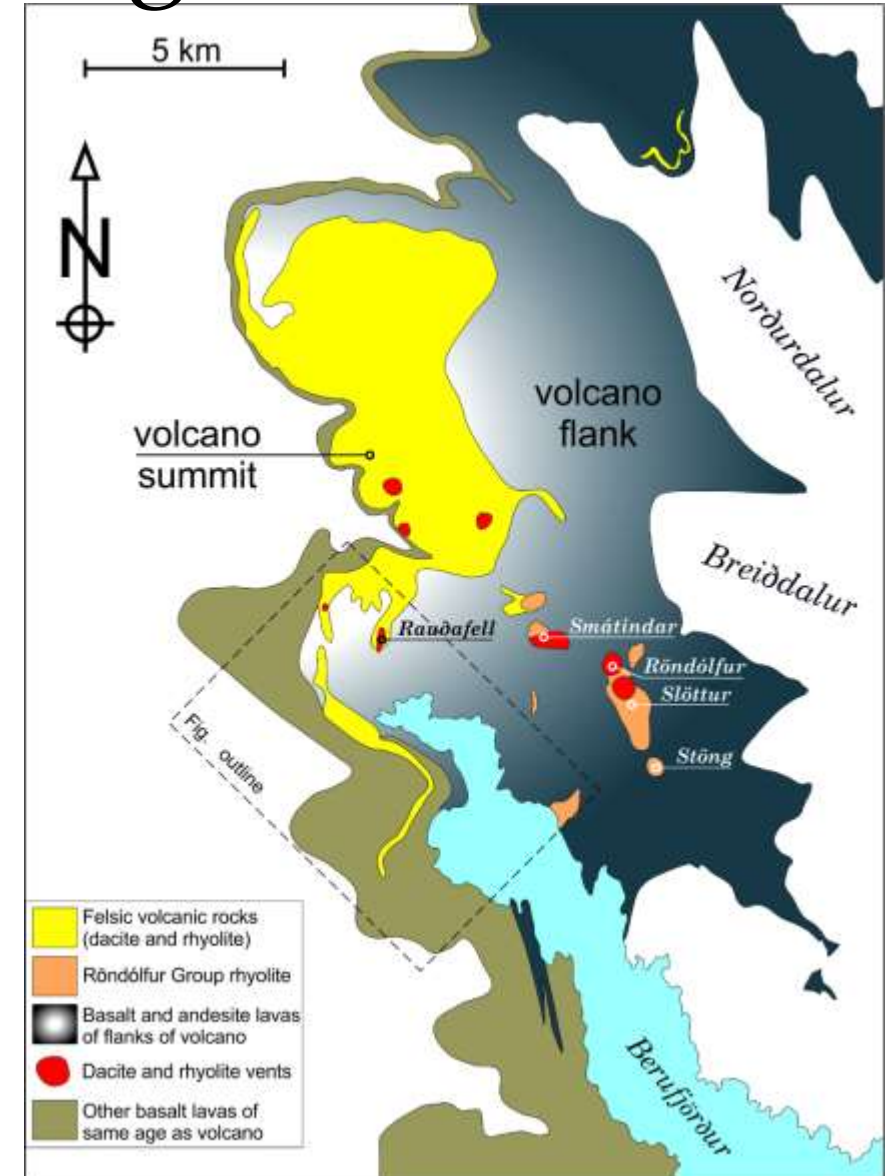 5 km
N
Norðurdalur
volcano
flank
volcano
summit
Breiðdalur
Smátindar
Rauðafell
Röndólfur
Slöttur
Stöng
Fig. outline
Felsic volcanic rocks
(dacite and rhyolite)
Röndólfur Group rhyolite
Basalt and andesite lavas
of flanks of volcano
Dacite and rhyolite vents
Other basalt lavas of
same age as volcano
Berufjörður